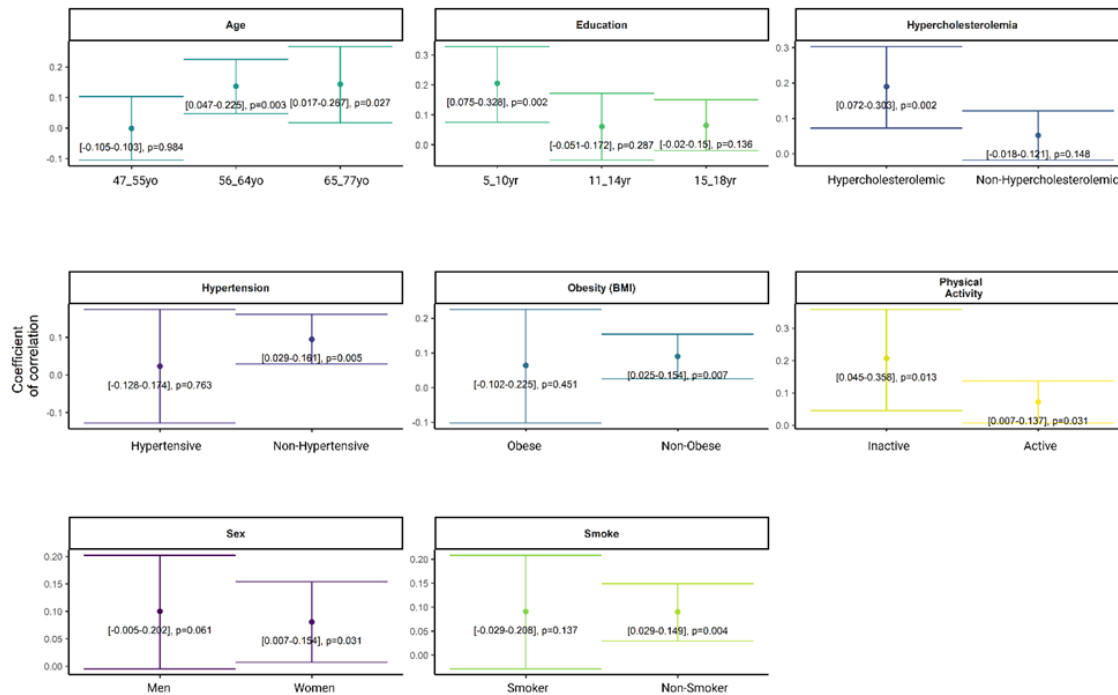 Age
0.2
0.1
0.0
-0.1
[-0.105-0.103], p=0.984
[0.047-0.225], p=0.003
[0.017-0.267], p=0.027
47_55yo
56_64yo
65_77yo
Education
0.3
0.2
0.1
0.0
[0.075-0.328], p=0.002
[-0.051-0.172], p=0.287
[-0.02-0.15], p=0.136
5_10yr
11_14yr
15_18yr
Hypercholesterolemia
0.3
0.2
0.1
0.0
[0.072-0.303], p=0.002
[-0.018-0.121], p=0.148
Hypercholesterolemic
Non-Hypercholesterolemic
Coefficient
of correlation
Hypertension
0.1
0.0
-0.1
[-0.128-0.174], p=0.763
[0.029-0.161], p=0.005
Hypertensive
Non-Hypertensive
Obesity (BMI)
0.2
0.1
0.0
-0.1
[-0.102-0.225], p=0.451
[0.025-0.154], p=0.007
Obese
Non-Obese
Physical
Activity
0.3
0.2
0.1
0.0
[0.045-0.358], p=0.013
[0.007-0.137], p=0.031
Inactive
Active
Sex
0.20
0.15
0.10
0.05
0.00
[-0.005-0.202], p=0.061
[0.007-0.154], p=0.031
Men
Women
Smoke
0.20
0.15
0.10
0.05
0.00
[-0.029-0.208], p=0.137
[0.029-0.149], p=0.004
Smoker
Non-Smoker